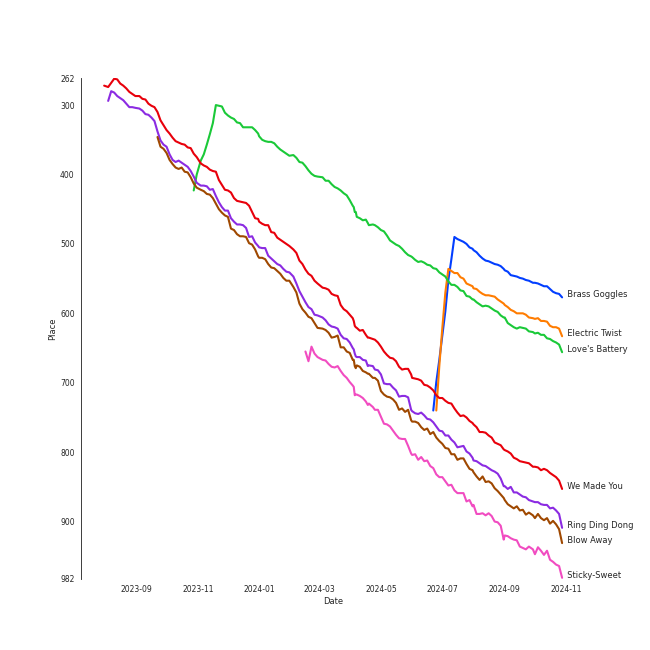 262
300
400
500
600
700
800
900
982
Place
2023-09
2023-11
2024-01
2024-03
2024-05
2024-07
2024-09
2024-11
Date
Brass Goggles
Electric Twist
Love's Battery
We Made You
Ring Ding Dong
Blow Away
Sticky-Sweet